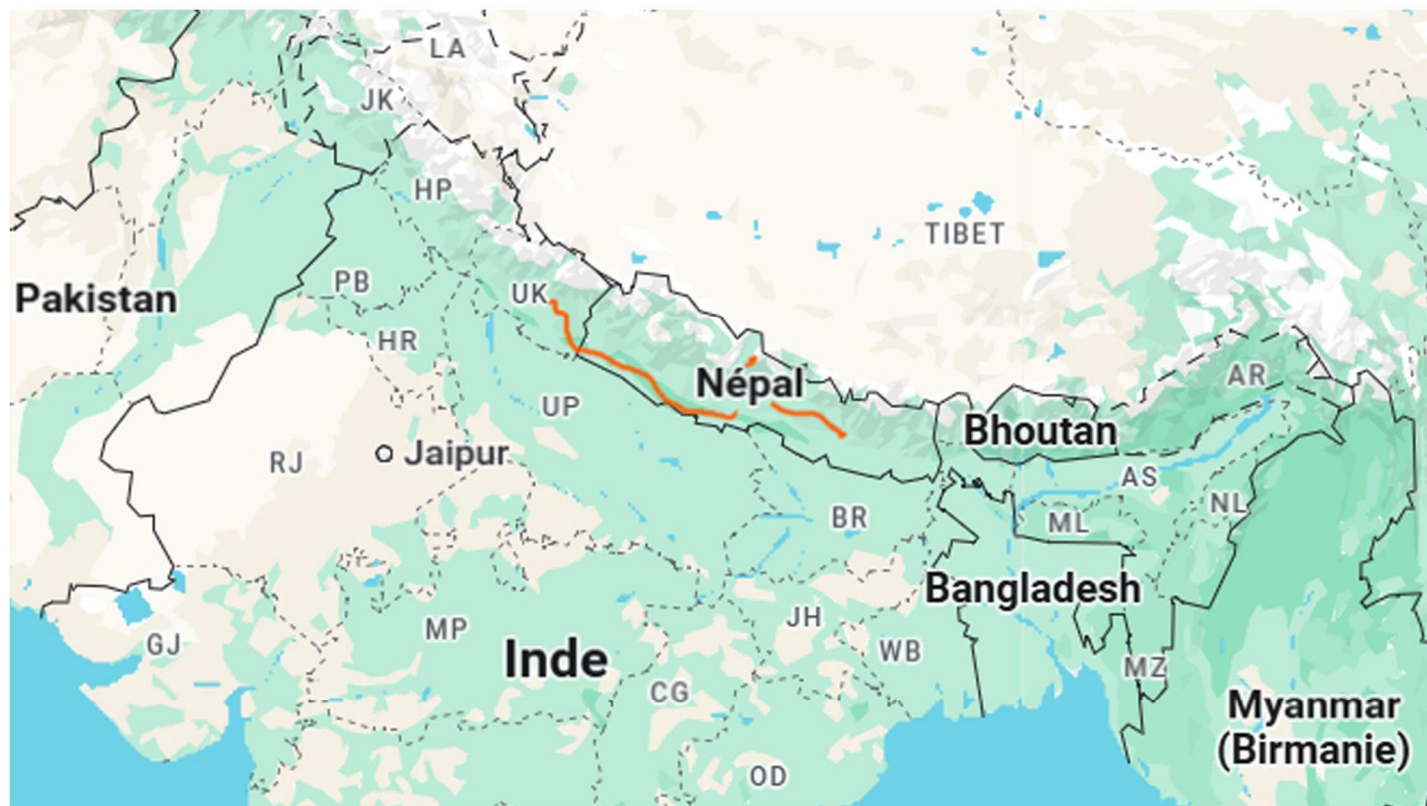 LA
JK
HP
TIBET
Pakistan
PB
UK
HR
Népal
AR
UP
Bhoutan
RJ
Jaipur
AS
NL
BR
ML
Bangladesh
GJ
MP
JH
Inde
WB
MZ
CG
Myanmar
(Birmanie)
OD